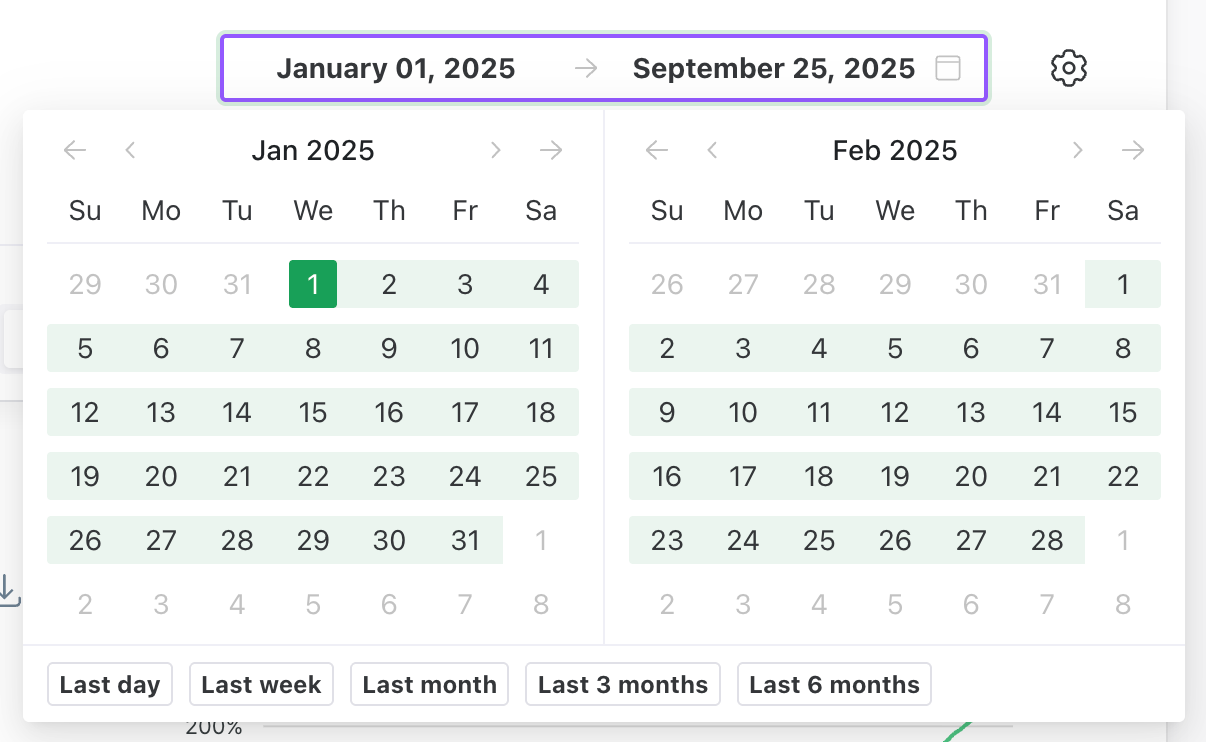 January 01, 2025 → September 25, 2025
Jan 2025
Su Mo Tu We Th Fr Sa
29 30 31 1 2 3 4
5 6 7 8 9 10 11
12 13 14 15 16 17 18
19 20 21 22 23 24 25
26 27 28 29 30 31 1
2 3 4 5 6 7 8
Feb 2025
Su Mo Tu We Th Fr Sa
26 27 28 29 30 31 1
2 3 4 5 6 7 8
9 10 11 12 13 14 15
16 17 18 19 20 21 22
23 24 25 26 27 28 1
2 3 4 5 6 7 8
Last day Last week Last month Last 3 months Last 6 months
200%